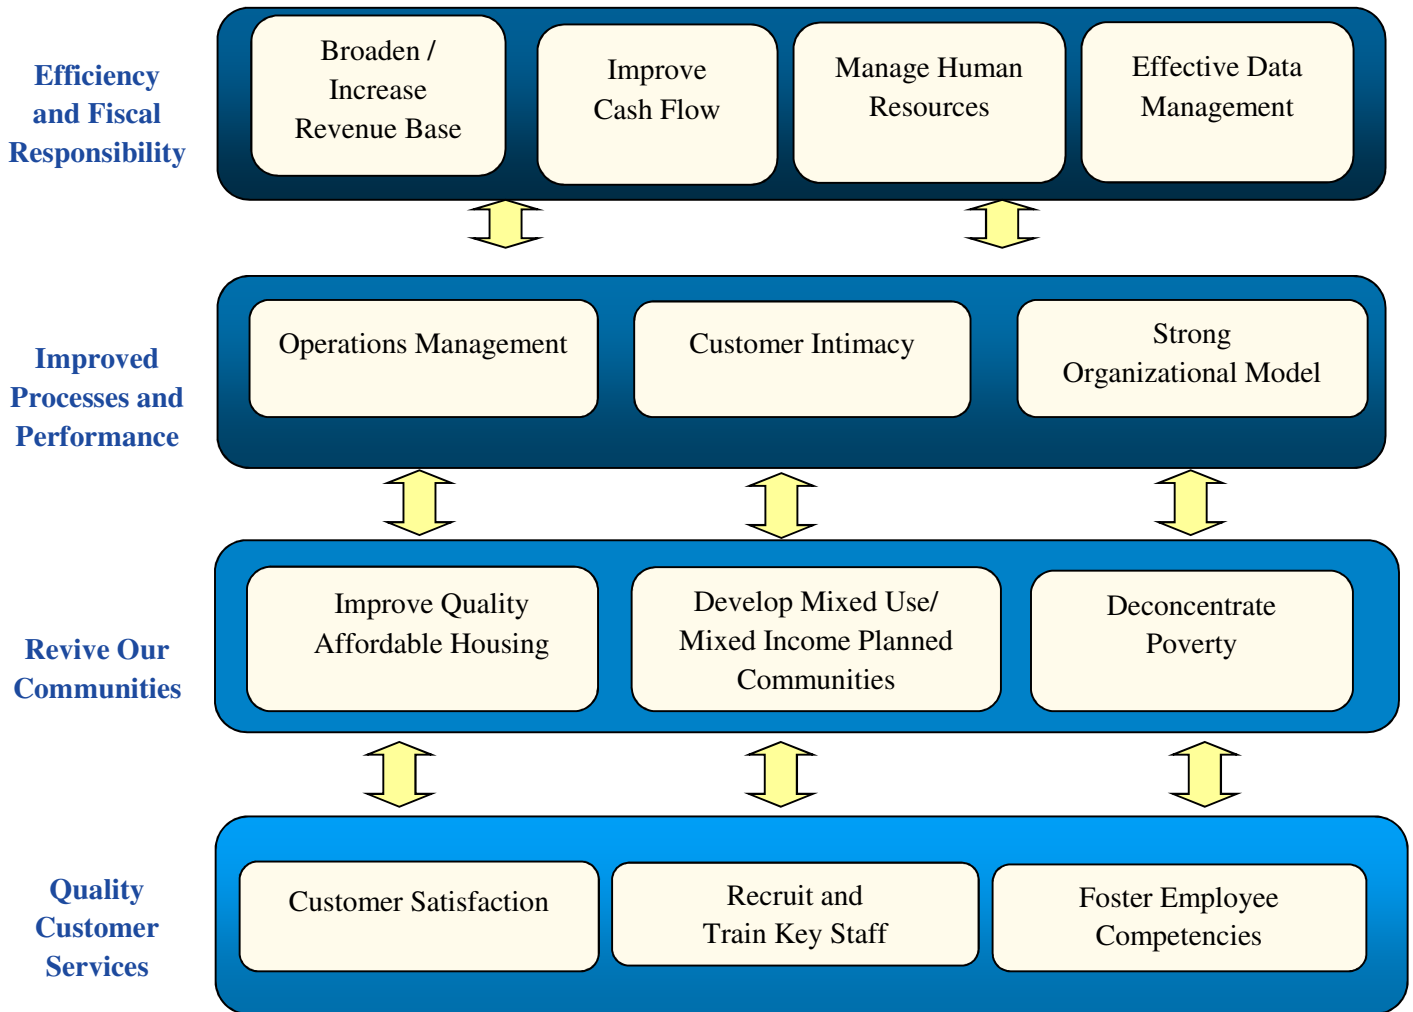 Efficiency
and Fiscal
Responsibility
Broaden /
Increase
Revenue Base
Improve
Cash Flow
Manage Human
Resources
Effective Data
Management
Improved
Processes and
Performance
Operations Management
Customer Intimacy
Strong
Organizational Model
Revive Our
Communities
Improve Quality
Affordable Housing
Develop Mixed Use/
Mixed Income Planned
Communities
Deconcentrate
Poverty
Quality
Customer
Services
Customer Satisfaction
Recruit and
Train Key Staff
Foster Employee
Competencies